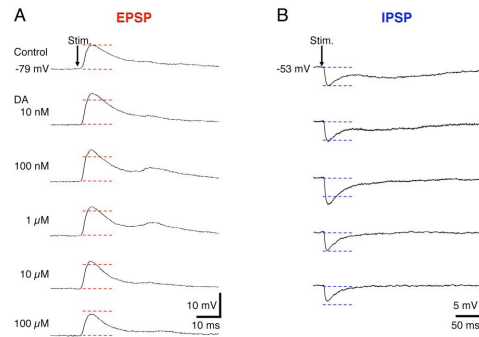 A
EPSP
Stim.
Control
-79 mV
DA
10 nM
100 nM
1 µM
10 µM
100 µM
10 mV
10 ms
B
IPSP
Stim.
-53 mV
5 mV
50 ms